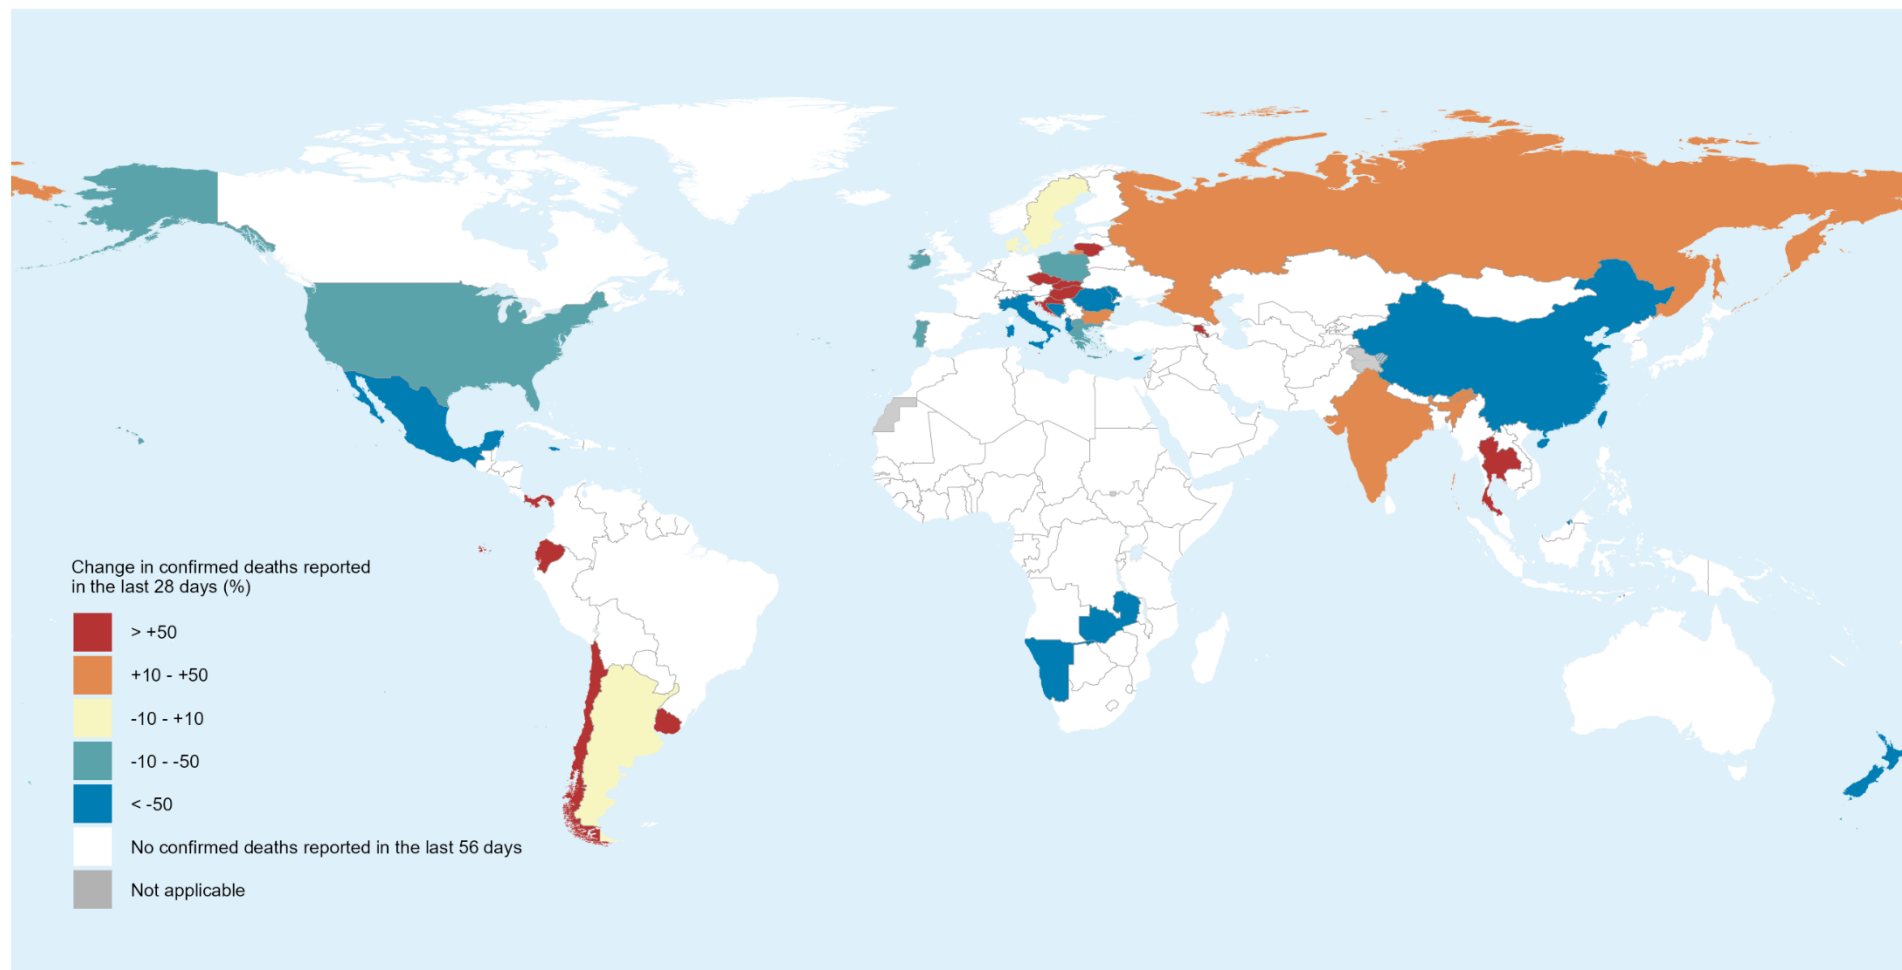 Change in confirmed deaths reported
in the last 28 days (%)
> +50
+10 - +50
-10 - +10
-10 - -50
< -50
No confirmed deaths reported in the last 56 days
Not applicable